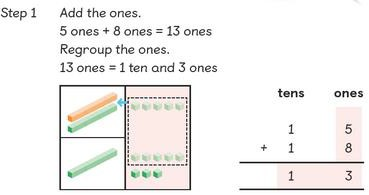 Step 1 Add the ones.
5 ones + 8 ones = 13 ones
Regroup the ones.
13 ones = 1 ten and 3 ones
tens ones
1 5
+ 1 8
1 3